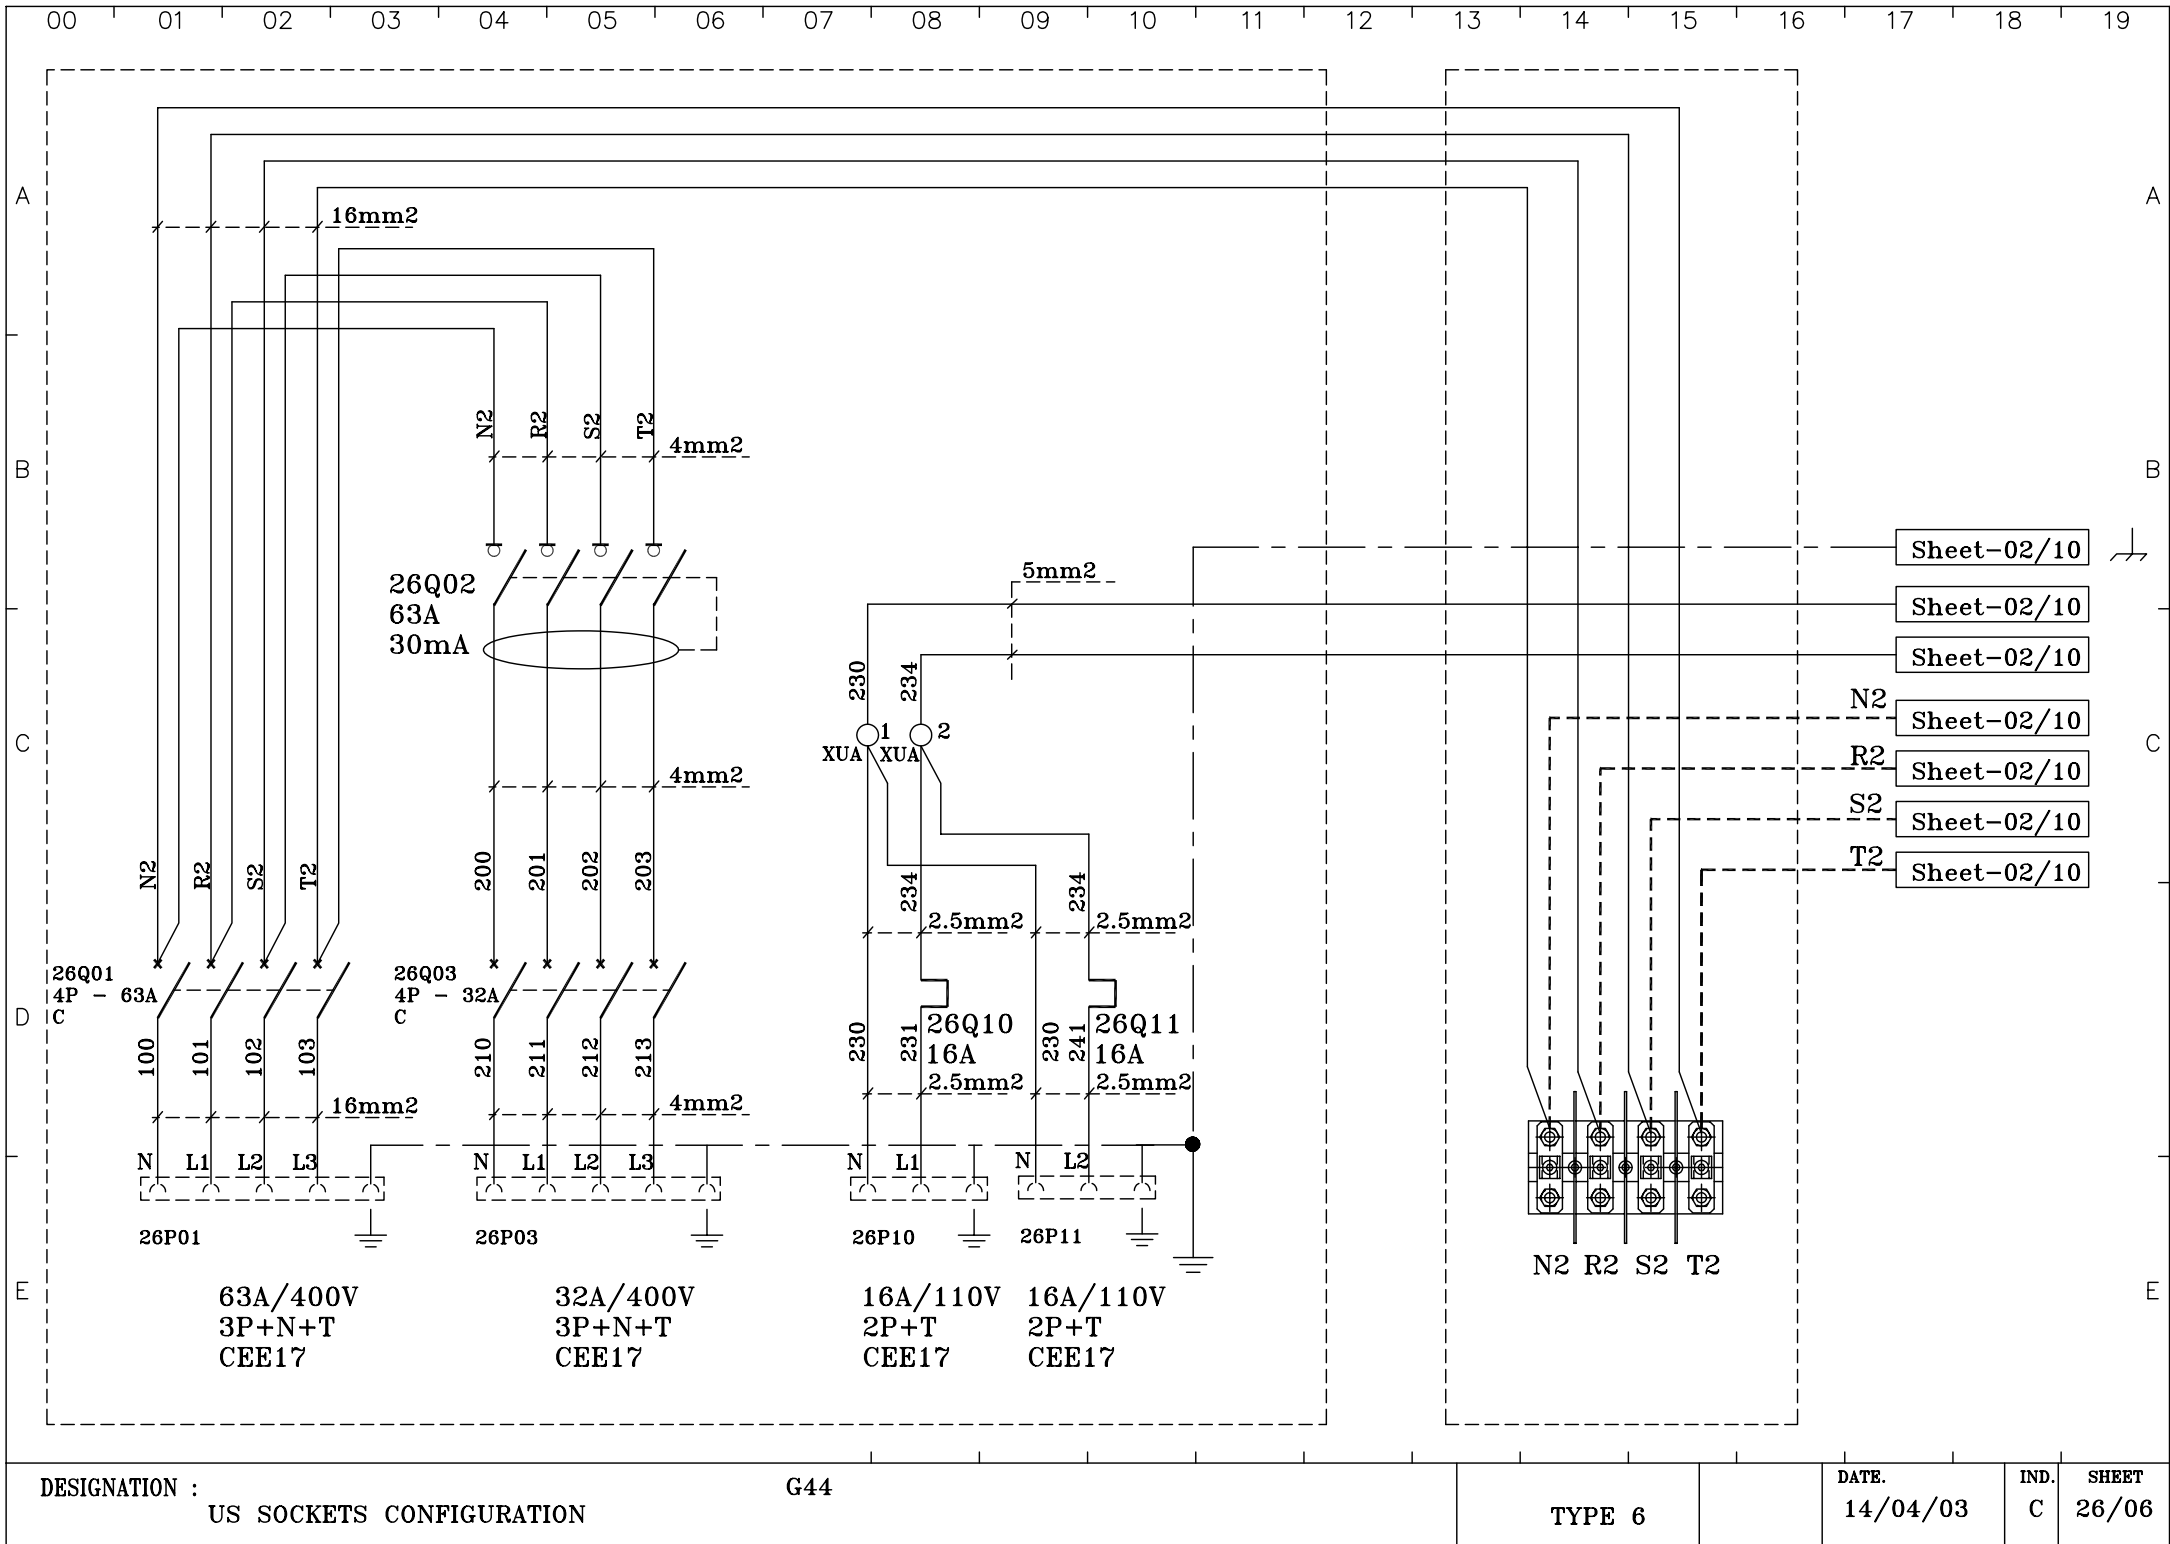 00 01 02 03 04 05 06 07 08 09 10 11 12 13 14 15 16 17 18 19
A A
16mm2
N2 R2 S2 T2
4mm2
B B
Sheet-02/10
5mm2
26Q02
63A
30mA
Sheet-02/10
Sheet-02/10
230 234
N2
Sheet-02/10
1 2
XUA XUA
C C
R2
Sheet-02/10
4mm2
S2
Sheet-02/10
T2
Sheet-02/10
N2 R2 S2 T2
200 201 202 203
234 234
2.5mm2 2.5mm2
26Q01
4P - 63A
C
26Q03
4P - 32A
C
D D
26Q10
16A
26Q11
16A
100 101 102 103
210 211 212 213
230 231 230 241
2.5mm2 2.5mm2
16mm2 4mm2
N L1 L2 L3
N L1 L2 L3
N L1
N L2
26P01 26P03 26P10 26P11
N2 R2 S2 T2
E E
63A/400V
3P+N+T
CEE17
32A/400V
3P+N+T
CEE17
16A/110V
2P+T
CEE17
16A/110V
2P+T
CEE17
DESIGNATION :
US SOCKETS CONFIGURATION
G44
TYPE 6
DATE.
14/04/03
IND.
C
SHEET
26/06